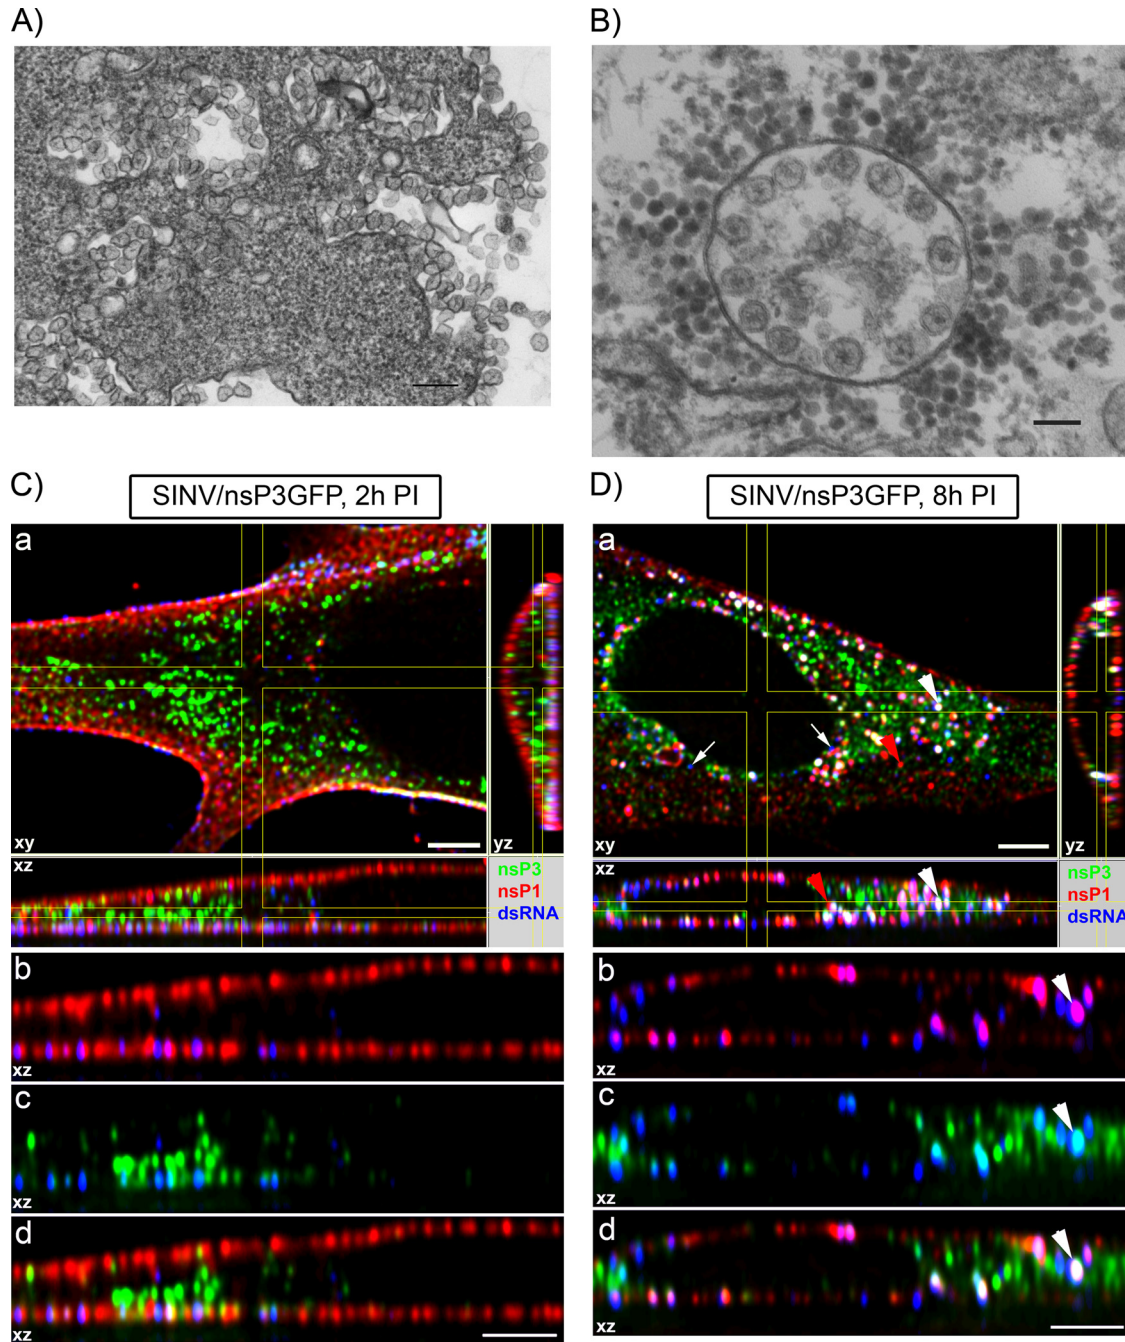 A)
B)
C)
SINV/nsP3GFP, 2h PI
a
xy
yz
xz
nsP3
nsP1
dsRNA
b
xz
c
xz
d
xz
D)
SINV/nsP3GFP, 8h PI
a
xy
yz
xz
nsP3
nsP1
dsRNA
b
xz
c
xz
d
xz